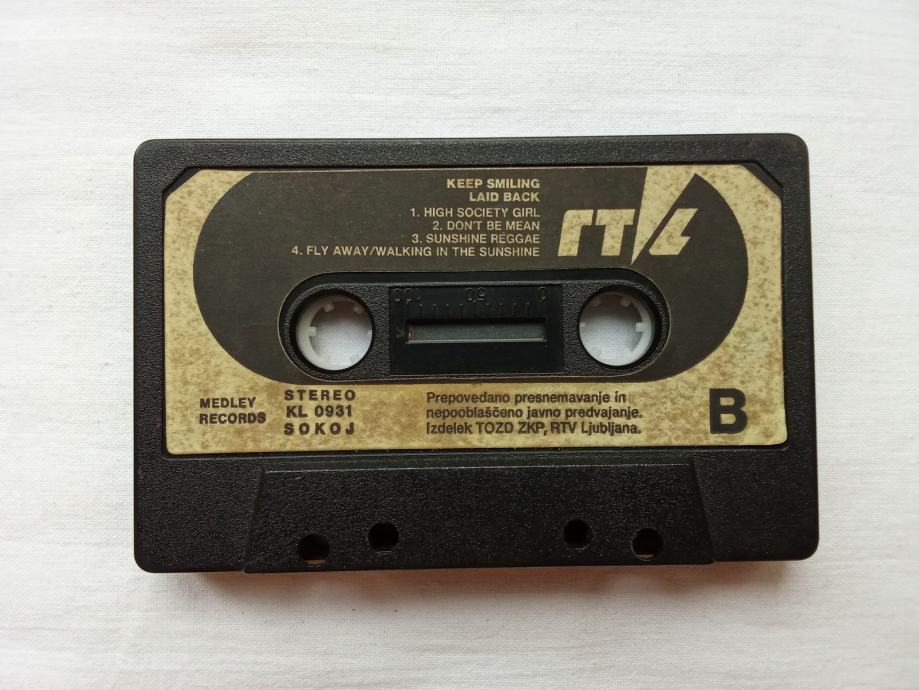 KEEP SMILING
LAID BACK
1. HIGH SOCIETY GIRL
2. DON'T BE MEAN
3. SUNSHINE REGGAE
4. FLY AWAY/WALKING IN THE SUNSHINE
RTVL
100 50 0
MEDLEY
RECORDS
STEREO
KL 0931
SOKOJ
Prepovedano presnemavanje in
nepooblaščeno javno predvajanje.
Izdelek TOZD ZKP, RTV Ljubljana.
B